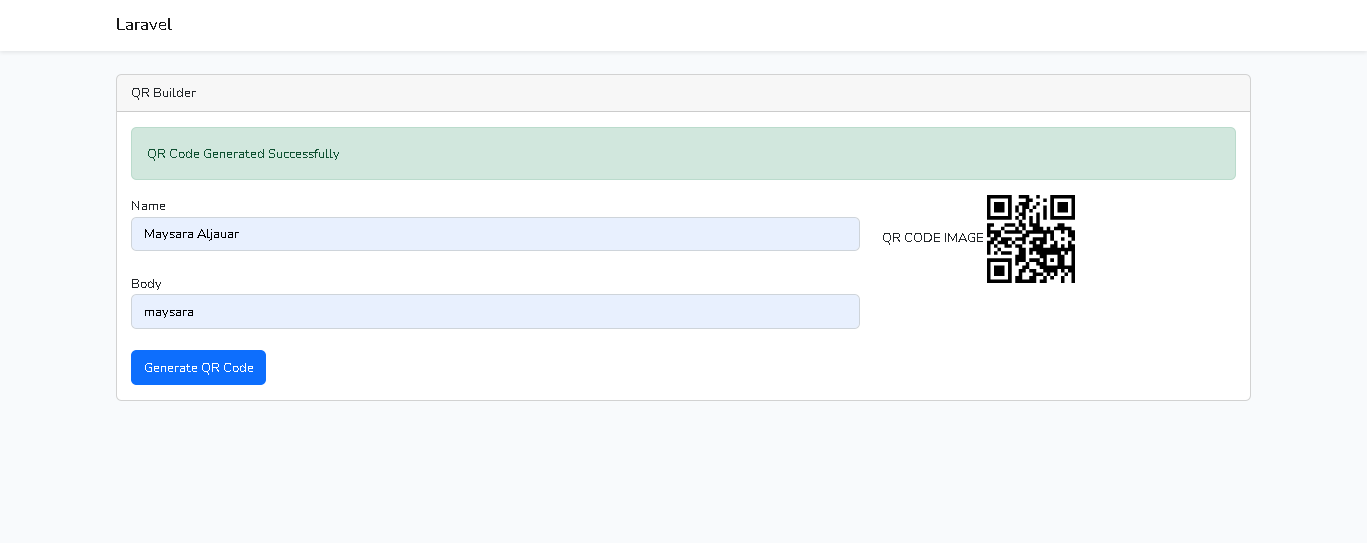 Laravel
QR Builder
QR Code Generated Successfully
Name
Maysara Aljauar
QR CODE IMAGE
Body
maysara
Generate QR Code